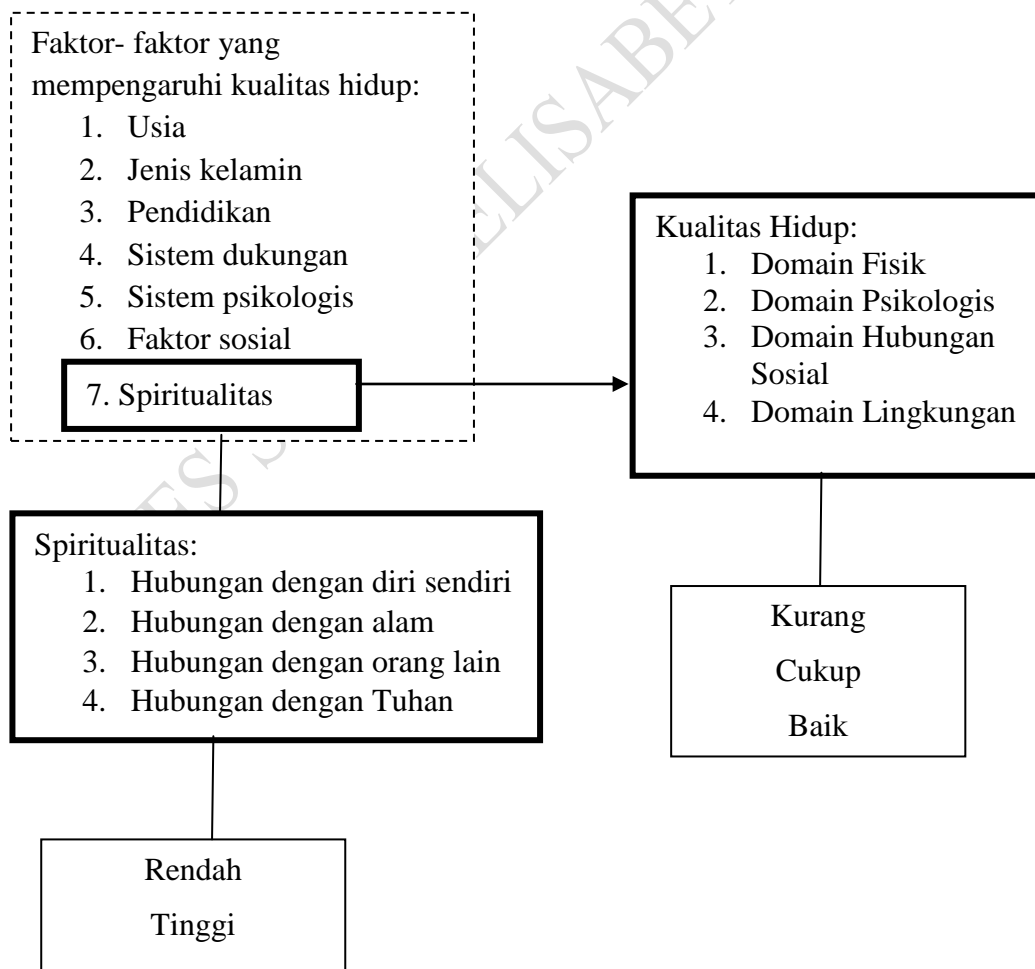 Faktor- faktor yang
mempengaruhi kualitas hidup:
1. Usia
2. Jenis kelamin
3. Pendidikan
4. Sistem dukungan
5. Sistem psikologis
6. Faktor sosial
7. Spiritualitas
Kualitas Hidup:
1. Domain Fisik
2. Domain Psikologis
3. Domain Hubungan
Sosial
4. Domain Lingkungan
Spiritualitas:
1. Hubungan dengan diri sendiri
2. Hubungan dengan alam
3. Hubungan dengan orang lain
4. Hubungan dengan Tuhan
Kurang
Cukup
Baik
Rendah
Tinggi
ES S
ELISABET